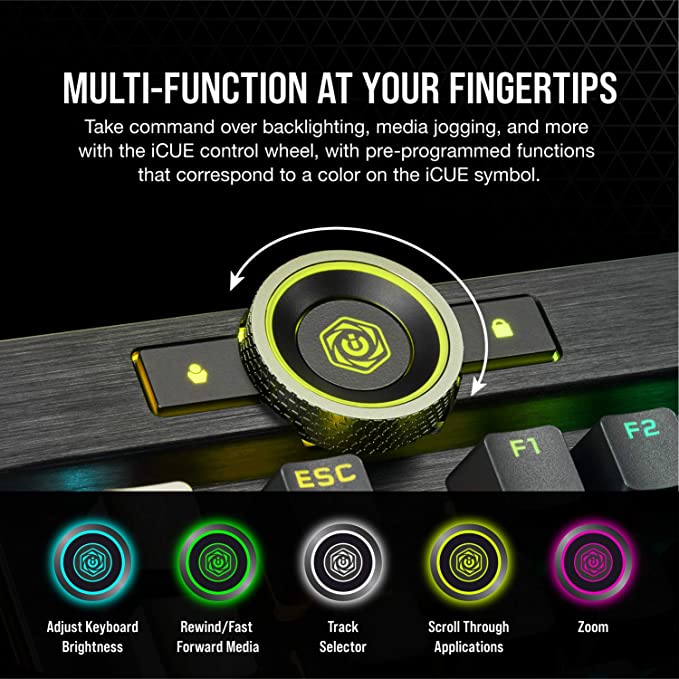 MULTI-FUNCTION AT YOUR FINGERTIPS
Take command over backlighting, media jogging, and more
with the iCUE control wheel, with pre-programmed functions
that correspond to a color on the iCUE symbol.
ESC
F1
F2
Adjust Keyboard
Brightness
Rewind/Fast
Forward Media
Track
Selector
Scroll Through
Applications
Zoom